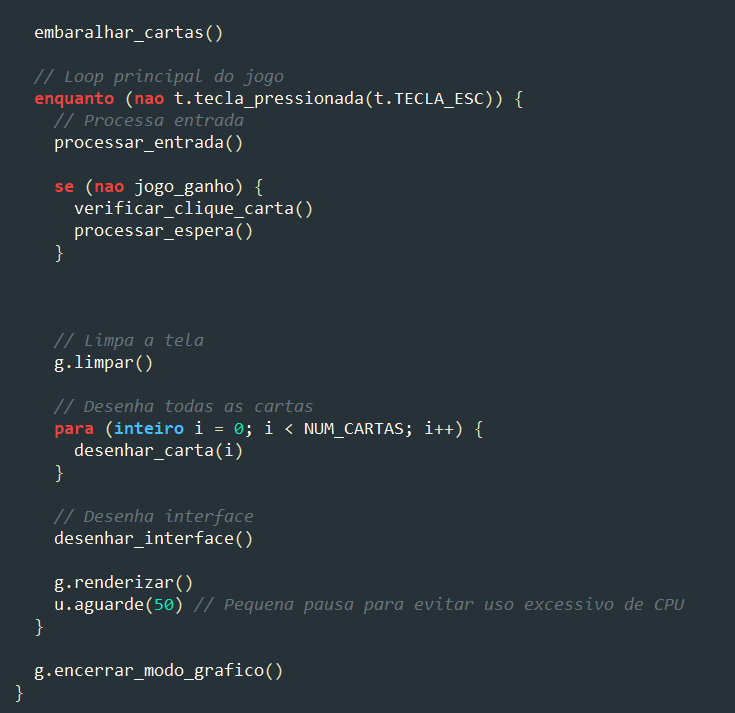 embaralhar_cartas()
// Loop principal do jogo
enquanto (nao t.tecla_pressionada(t.TECLA_ESC)) {
// Processa entrada
processar_entrada()
se (nao jogo_ganho) {
verificar_clique_carta()
processar_espera()
}
// Limpa a tela
g.limpar()
// Desenha todas as cartas
para (inteiro i = 0; i < NUM_CARTAS; i++) {
desenhar_carta(i)
}
// Desenha interface
desenhar_interface()
g.renderizar()
u.aguarde(50) // Pequena pausa para evitar uso excessivo de CPU
}
g.encerrar_modo_grafico()
}